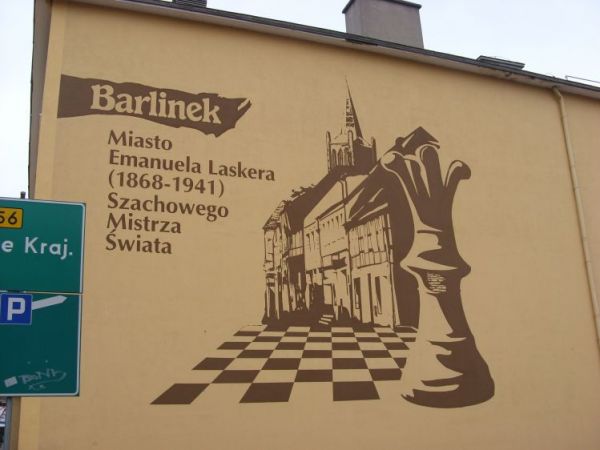 Barlinek
Miasto
Emanuela Laskera
(1868-1941)
Szachowego
Mistrza
Świata
56
e Kraj.
P